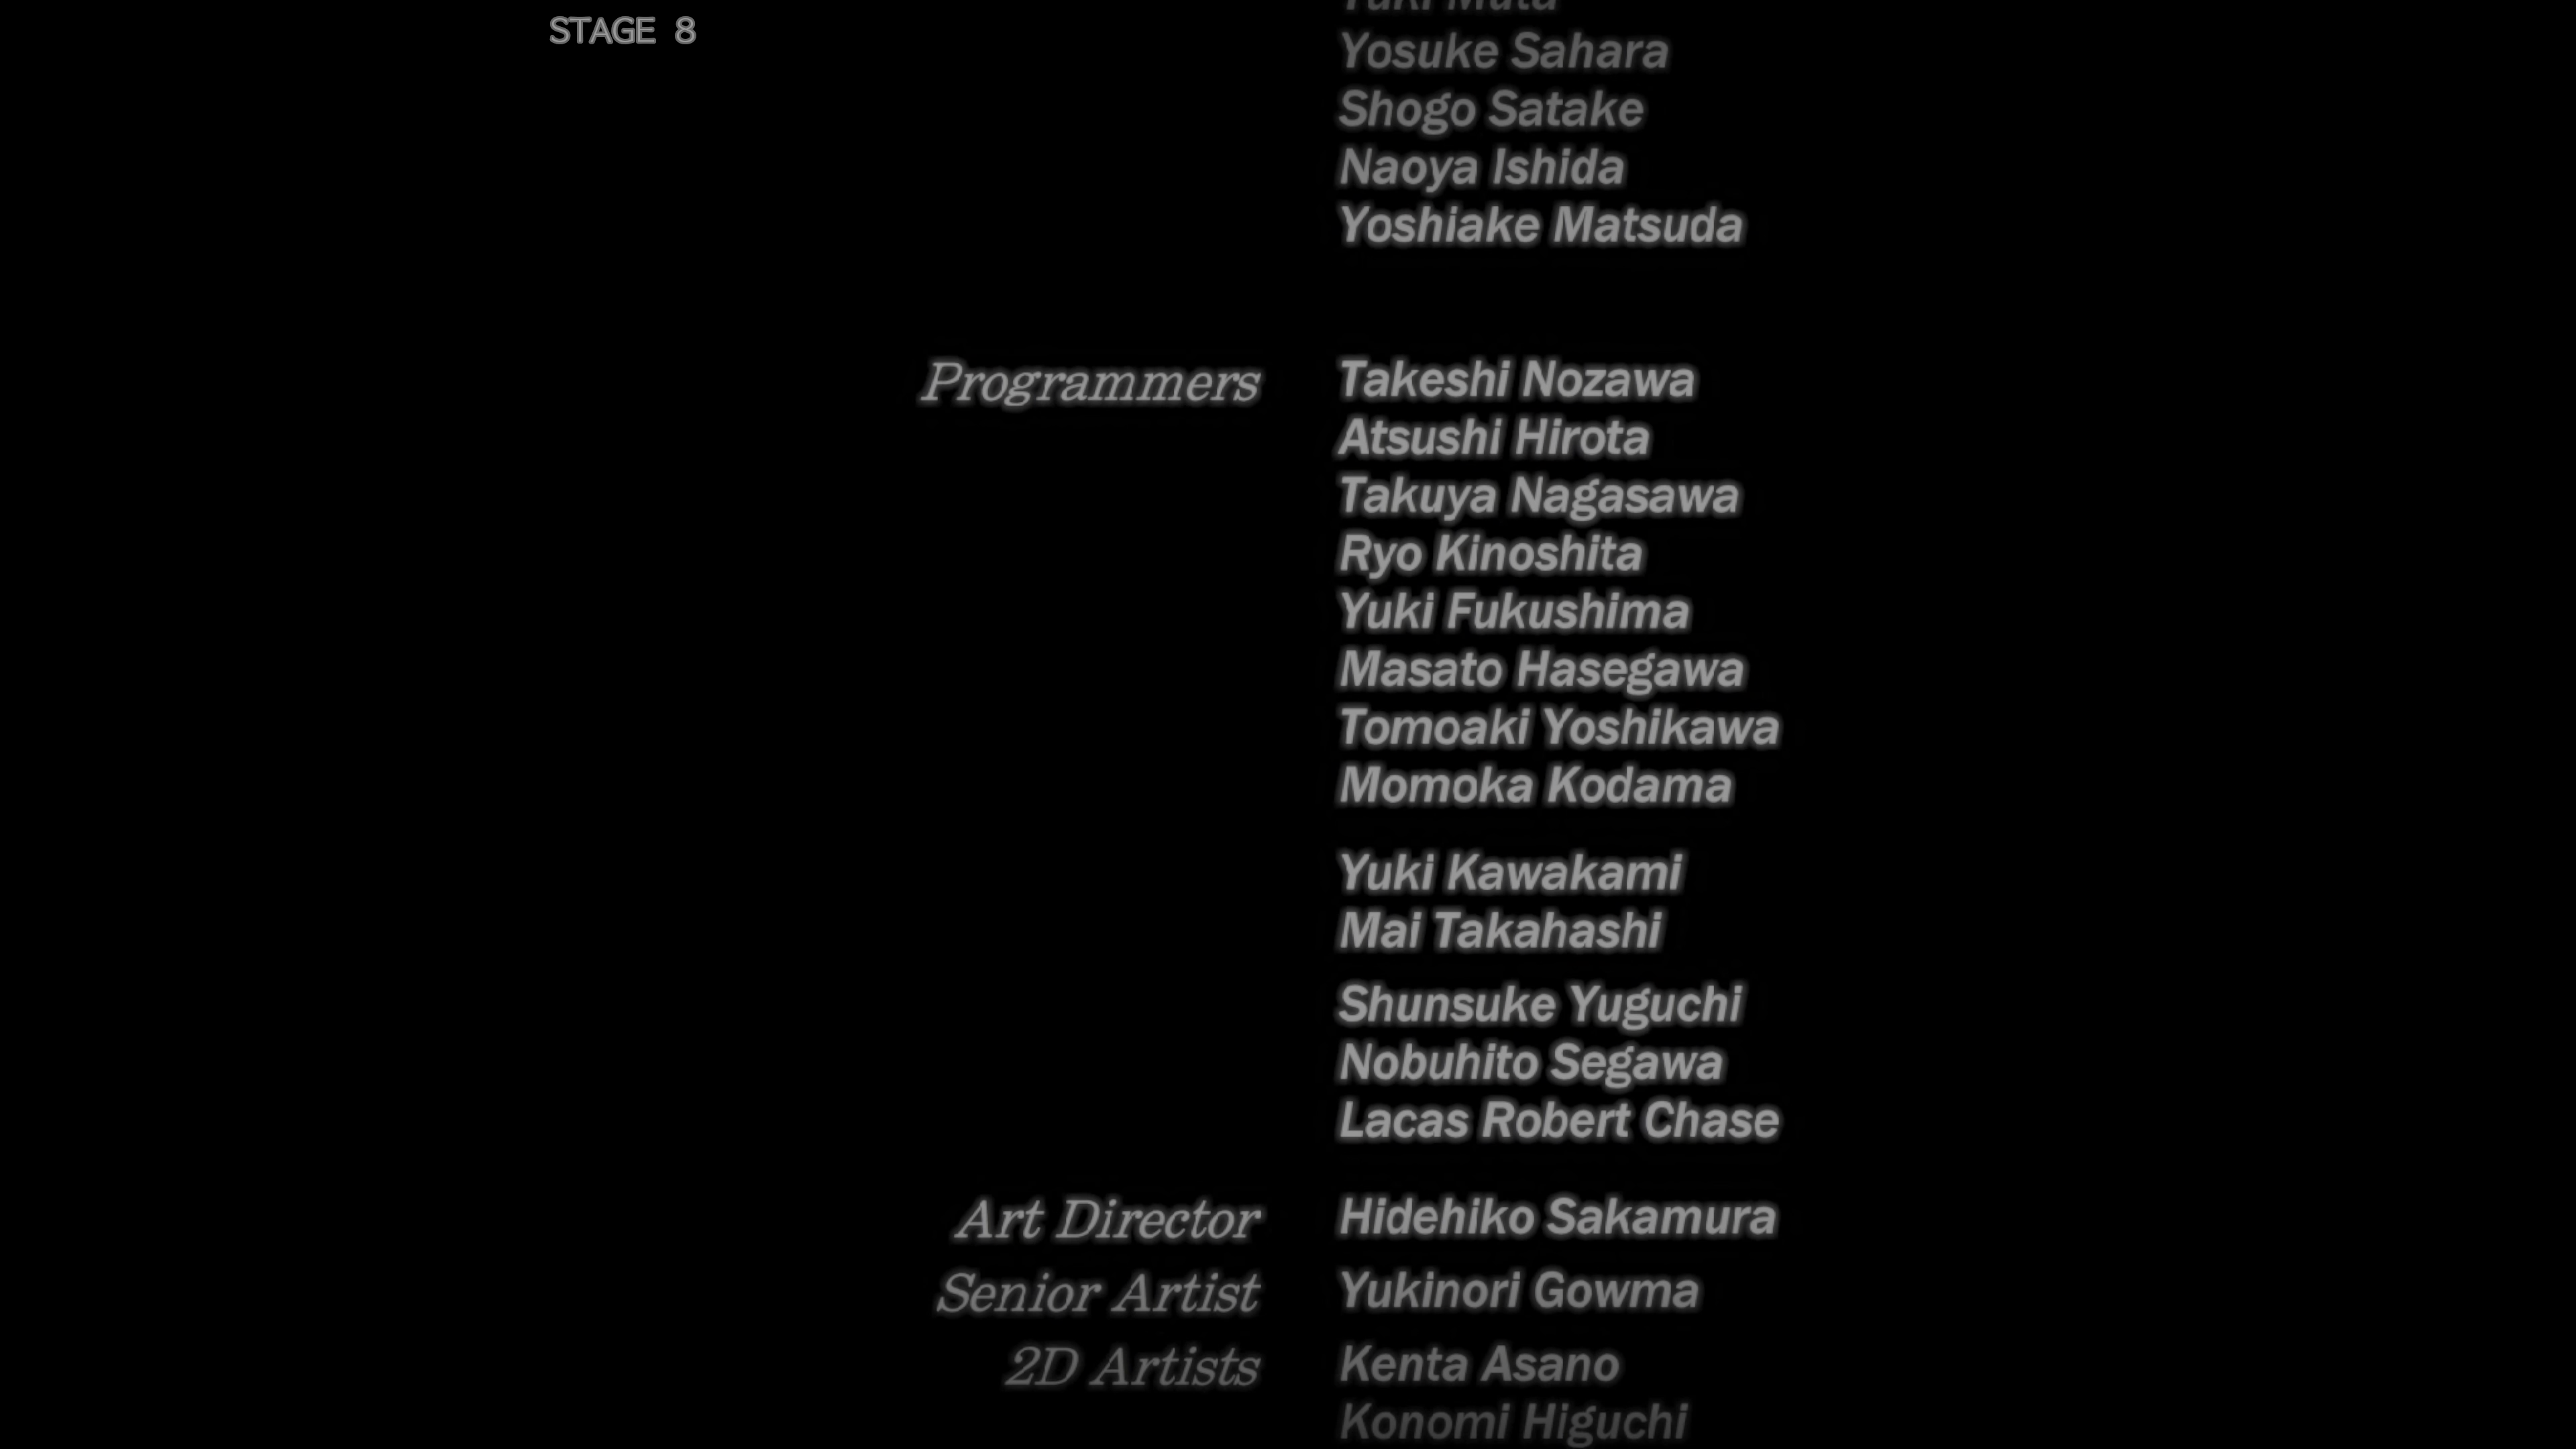 STAGE 8
Yosuke Sahara
Shogo Satake
Naoya Ishida
Yoshiake Matsuda
Programmers Takeshi Nozawa
Atsushi Hirota
Takuya Nagasawa
Ryo Kinoshita
Yuki Fukushima
Masato Hasegawa
Tomoaki Yoshikawa
Momoka Kodama
Yuki Kawakami
Mai Takahashi
Shunsuke Yuguchi
Nobuhito Segawa
Lacas Robert Chase
Art Director Hidehiko Sakamura
Senior Artist Yukinori Gowma
2D Artists Kenta Asano
Konomi Higuchi